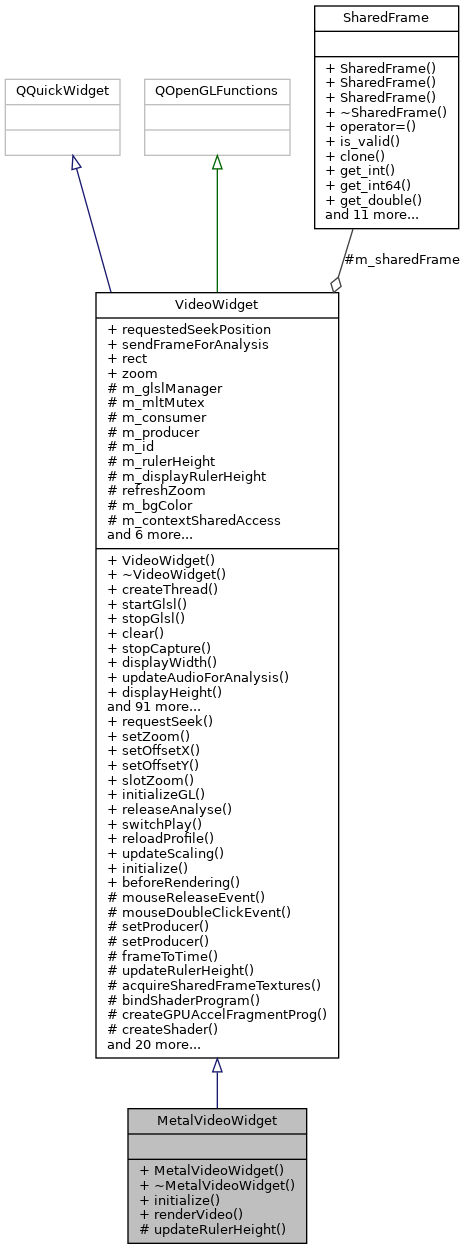 SharedFrame
+ SharedFrame()
+ SharedFrame()
+ SharedFrame()
+ ~SharedFrame()
+ operator=()
+ is_valid()
+ clone()
+ get_int()
+ get_int64()
+ get_double()
and 11 more...
QQuickWidget
QOpenGLFunctions
#m_sharedFrame
VideoWidget
+ requestedSeekPosition
+ sendFrameForAnalysis
+ rect
+ zoom
# m_glslManager
# m_mltMutex
# m_consumer
# m_producer
# m_id
# m_rulerHeight
# m_displayRulerHeight
# refreshZoom
# m_bgColor
# m_contextSharedAccess
and 6 more...
+ VideoWidget()
+ ~VideoWidget()
+ createThread()
+ startGlsl()
+ stopGlsl()
+ clear()
+ stopCapture()
+ displayWidth()
+ updateAudioForAnalysis()
+ displayHeight()
and 91 more...
+ requestSeek()
+ setZoom()
+ setOffsetX()
+ setOffsetY()
+ slotZoom()
+ initializeGL()
+ releaseAnalyse()
+ switchPlay()
+ reloadProfile()
+ updateScaling()
+ initialize()
+ beforeRendering()
# mouseReleaseEvent()
# mouseDoubleClickEvent()
# setProducer()
# setProducer()
# frameToTime()
# updateRulerHeight()
# acquireSharedFrameTextures()
# bindShaderProgram()
# createGPUAccelFragmentProg()
# createShader()
and 20 more...
MetalVideoWidget
+ MetalVideoWidget()
+ ~MetalVideoWidget()
+ initialize()
+ renderVideo()
# updateRulerHeight()